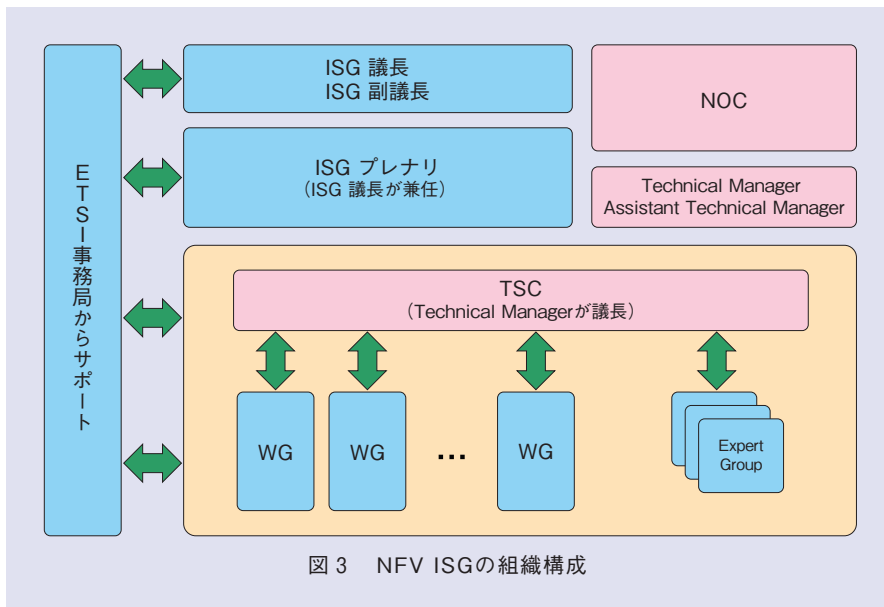 ETSI事務局からサポート
ISG 議長
ISG 副議長
NOC
ISG プレナリ
(ISG 議長が兼任)
Technical Manager
Assistant Technical Manager
TSC
(Technical Managerが議長)
WG
WG
...
WG
Expert
Group
図3 NFV ISGの組織構成